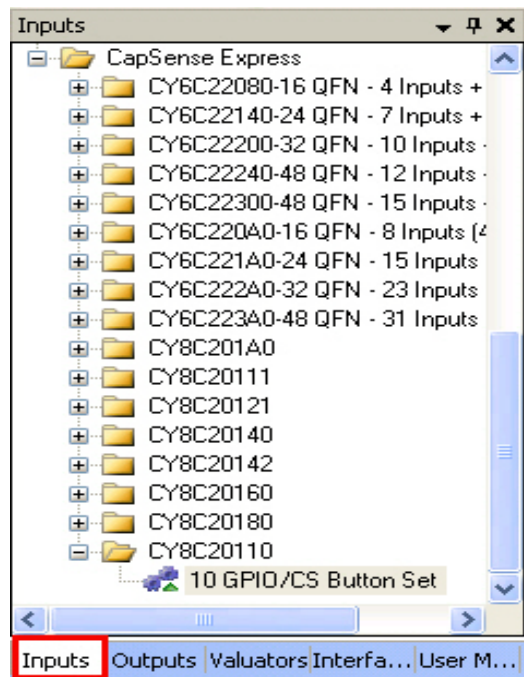 Inputs
CapSense Express
CY6C22080-16 QFN - 4 Inputs +
CY6C22140-24 QFN - 7 Inputs +
CY6C22200-32 QFN - 10 Inputs -
CY6C22240-48 QFN - 12 Inputs -
CY6C22300-48 QFN - 15 Inputs -
CY6C220A0-16 QFN - 8 Inputs (4
CY6C221A0-24 QFN - 15 Inputs
CY6C222A0-32 QFN - 23 Inputs
CY6C223A0-48 QFN - 31 Inputs
CY8C201A0
CY8C20111
CY8C20121
CY8C20140
CY8C20142
CY8C20160
CY8C20180
CY8C20110
10 GPIO/CS Button Set
Inputs Outputs Valuators Interfa... User M...